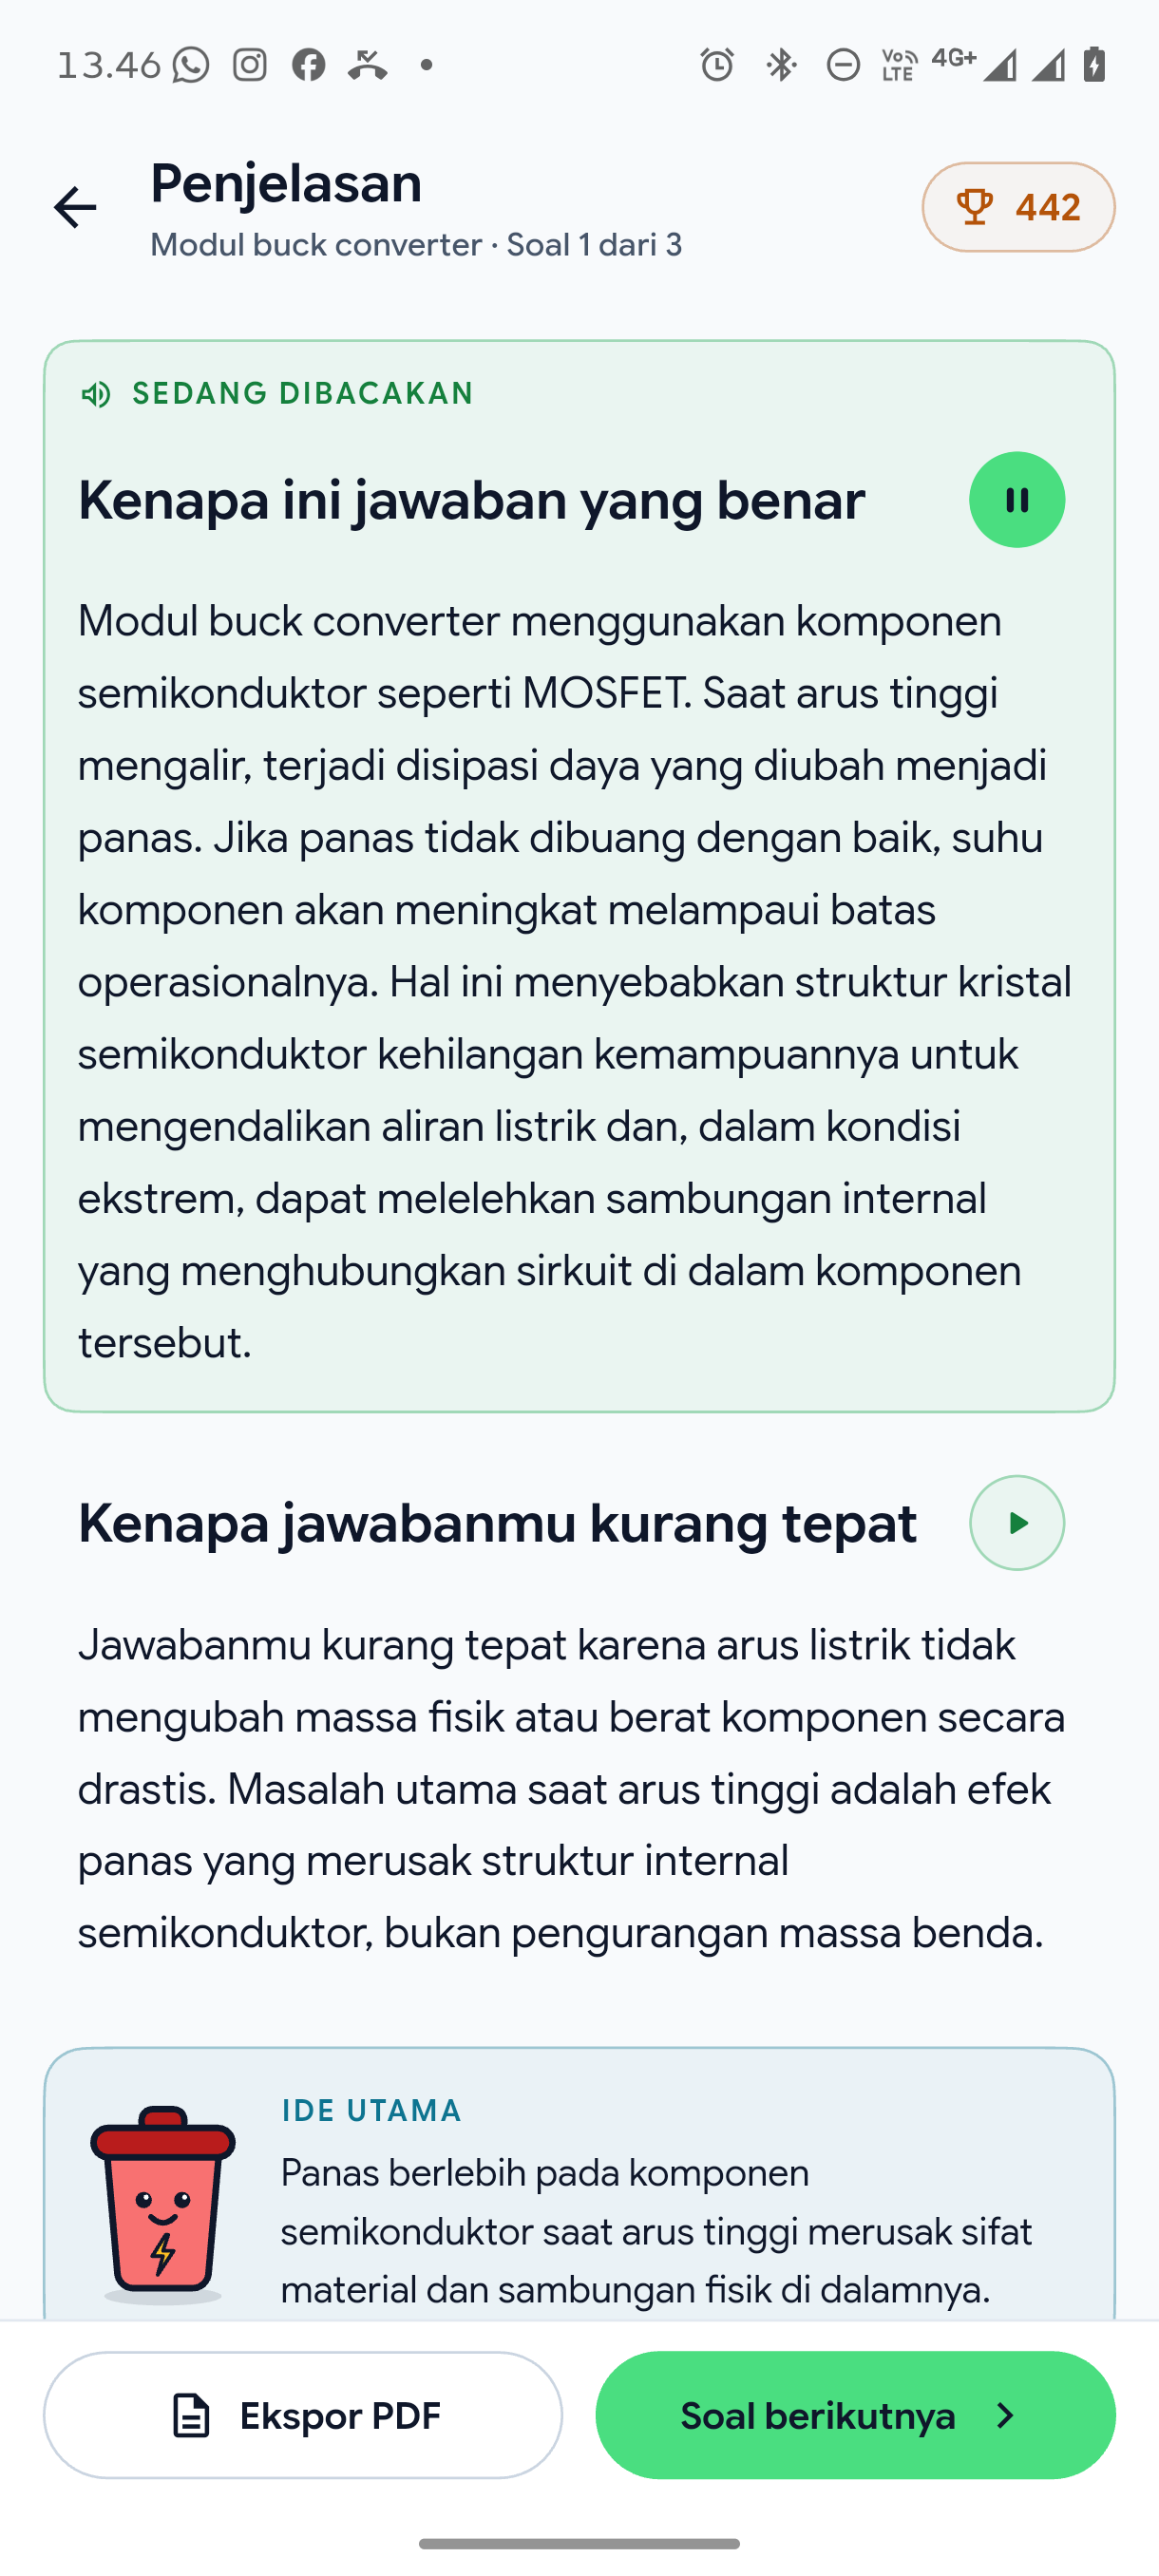 13.46
Vo LTE 4G+
Penjelasan
Modul buck converter · Soal 1 dari 3
442
SEDANG DIBACAKAN
Kenapa ini jawaban yang benar
Modul buck converter menggunakan komponen
semikonduktor seperti MOSFET. Saat arus tinggi
mengalir, terjadi disipasi daya yang diubah menjadi
panas. Jika panas tidak dibuang dengan baik, suhu
komponen akan meningkat melampaui batas
operasionalnya. Hal ini menyebabkan struktur kristal
semikonduktor kehilangan kemampuannya untuk
mengendalikan aliran listrik dan, dalam kondisi
ekstrem, dapat melelehkan sambungan internal
yang menghubungkan sirkuit di dalam komponen
tersebut.
Kenapa jawabanmu kurang tepat
Jawabanmu kurang tepat karena arus listrik tidak
mengubah massa fisik atau berat komponen secara
drastis. Masalah utama saat arus tinggi adalah efek
panas yang merusak struktur internal
semikonduktor, bukan pengurangan massa benda.
IDE UTAMA
Panas berlebih pada komponen
semikonduktor saat arus tinggi merusak sifat
material dan sambungan fisik di dalamnya.
Ekspor PDF
Soal berikutnya